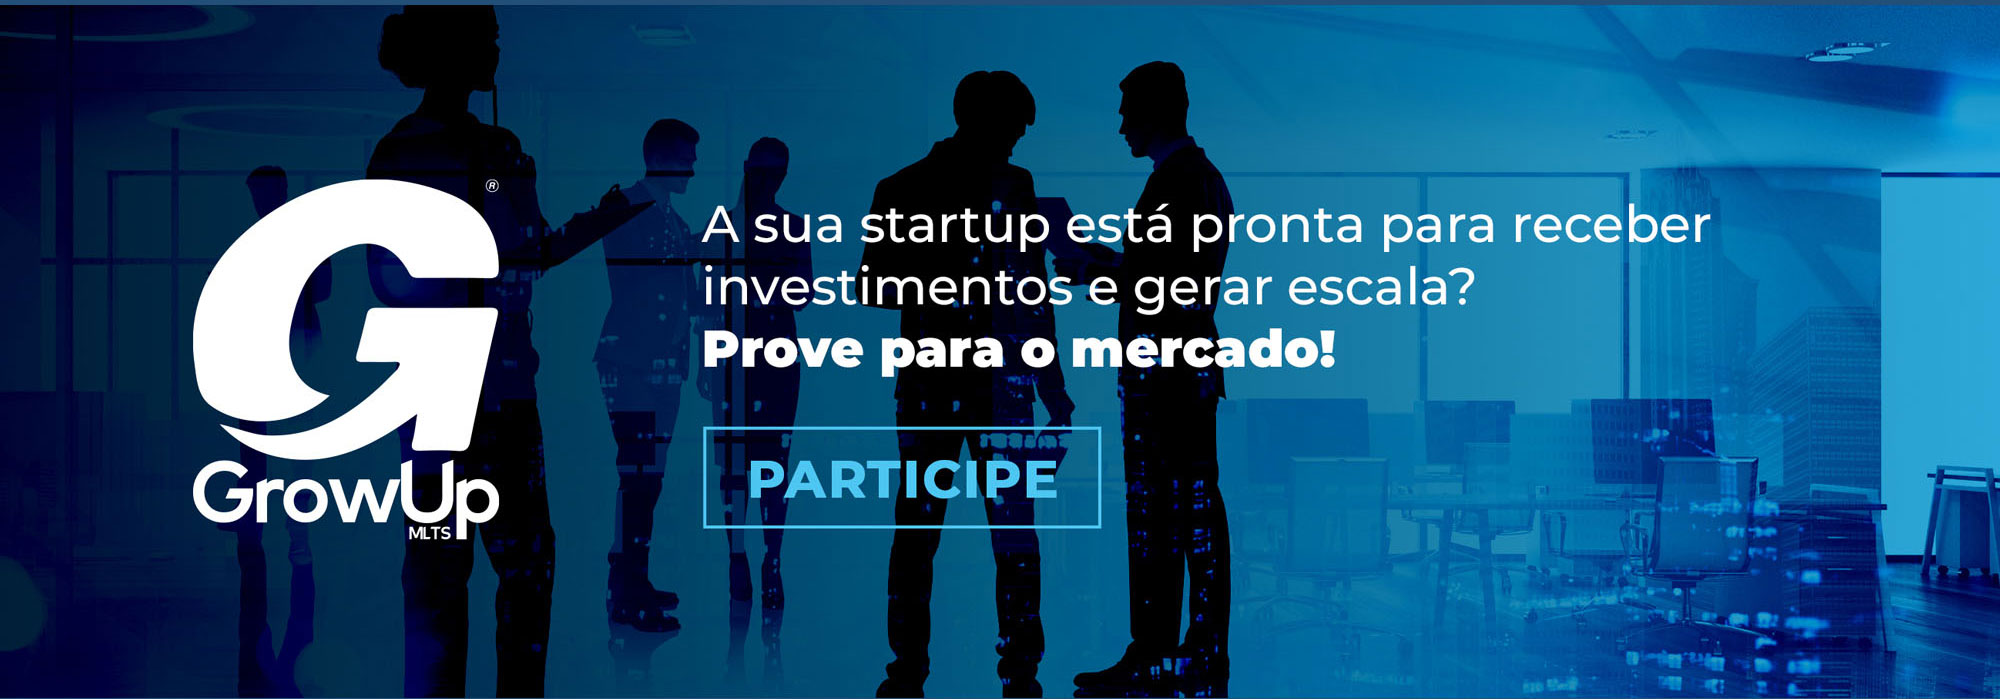 GrowUp
MLTS
®
A sua startup está pronta para receber
investimentos e gerar escala?
Prove para o mercado!
PARTICIPE